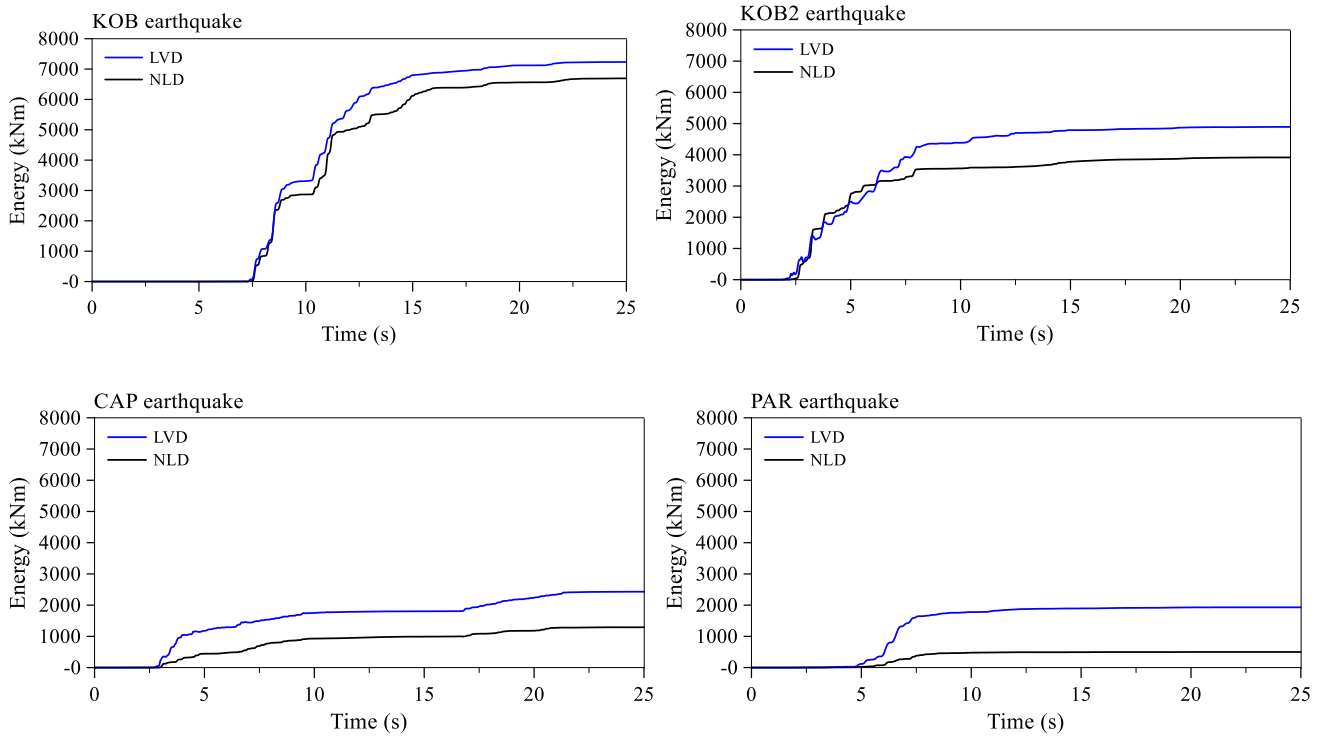 KOB earthquake
8000
7000
6000
5000
4000
3000
2000
1000
-0
Energy (kNm)
LVD
NLD
0 5 10 15 20 25
Time (s)
KOB2 earthquake
8000
7000
6000
5000
4000
3000
2000
1000
-0
Energy (kNm)
LVD
NLD
0 5 10 15 20 25
Time (s)
CAP earthquake
8000
7000
6000
5000
4000
3000
2000
1000
-0
Energy (kNm)
LVD
NLD
0 5 10 15 20 25
Time (s)
PAR earthquake
8000
7000
6000
5000
4000
3000
2000
1000
-0
Energy (kNm)
LVD
NLD
0 5 10 15 20 25
Time (s)